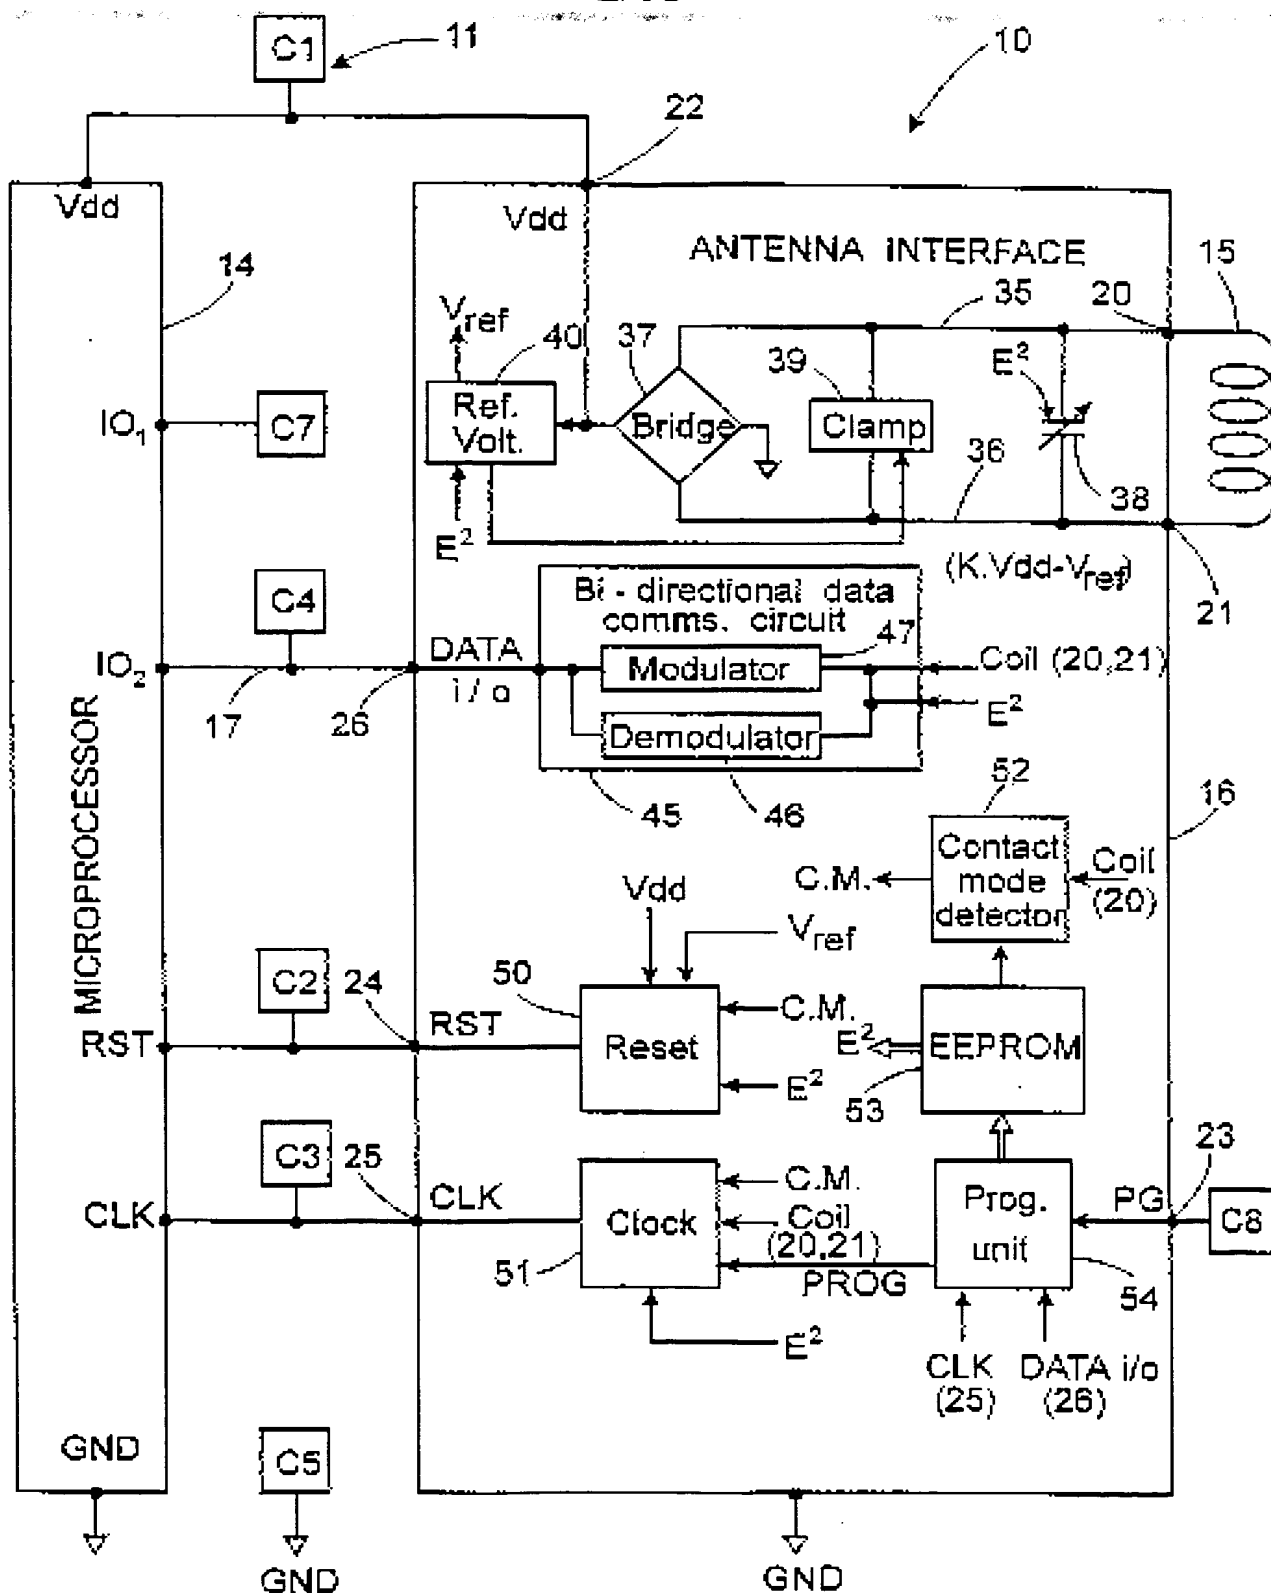 C1
11
10
22
Vdd
Vdd
ANTENNA INTERFACE
14
35
20
15
Vref
40
37
39
E²
Ref.
Volt.
Bridge
Clamp
IO1
C7
36
38
E²
(K.Vdd-Vref)
21
C4
Bi - directional data
comms. circuit
47
IO2
DATA
i / o
Modulator
Coil (20,21)
17
26
E²
Demodulator
45
46
52
16
MICROPROCESSOR
Contact
mode
detector
C.M.
Coil
(20)
Vdd
Vref
C2
24
50
RST
RST
Reset
C.M.
E²
E²
EEPROM
53
C3
25
23
CLK
CLK
Clock
C.M.
Coil
(20,21)
PROG
Prog.
unit
PG
C8
51
54
E²
CLK
(25)
DATA i/o
(26)
GND
C5
GND
GND